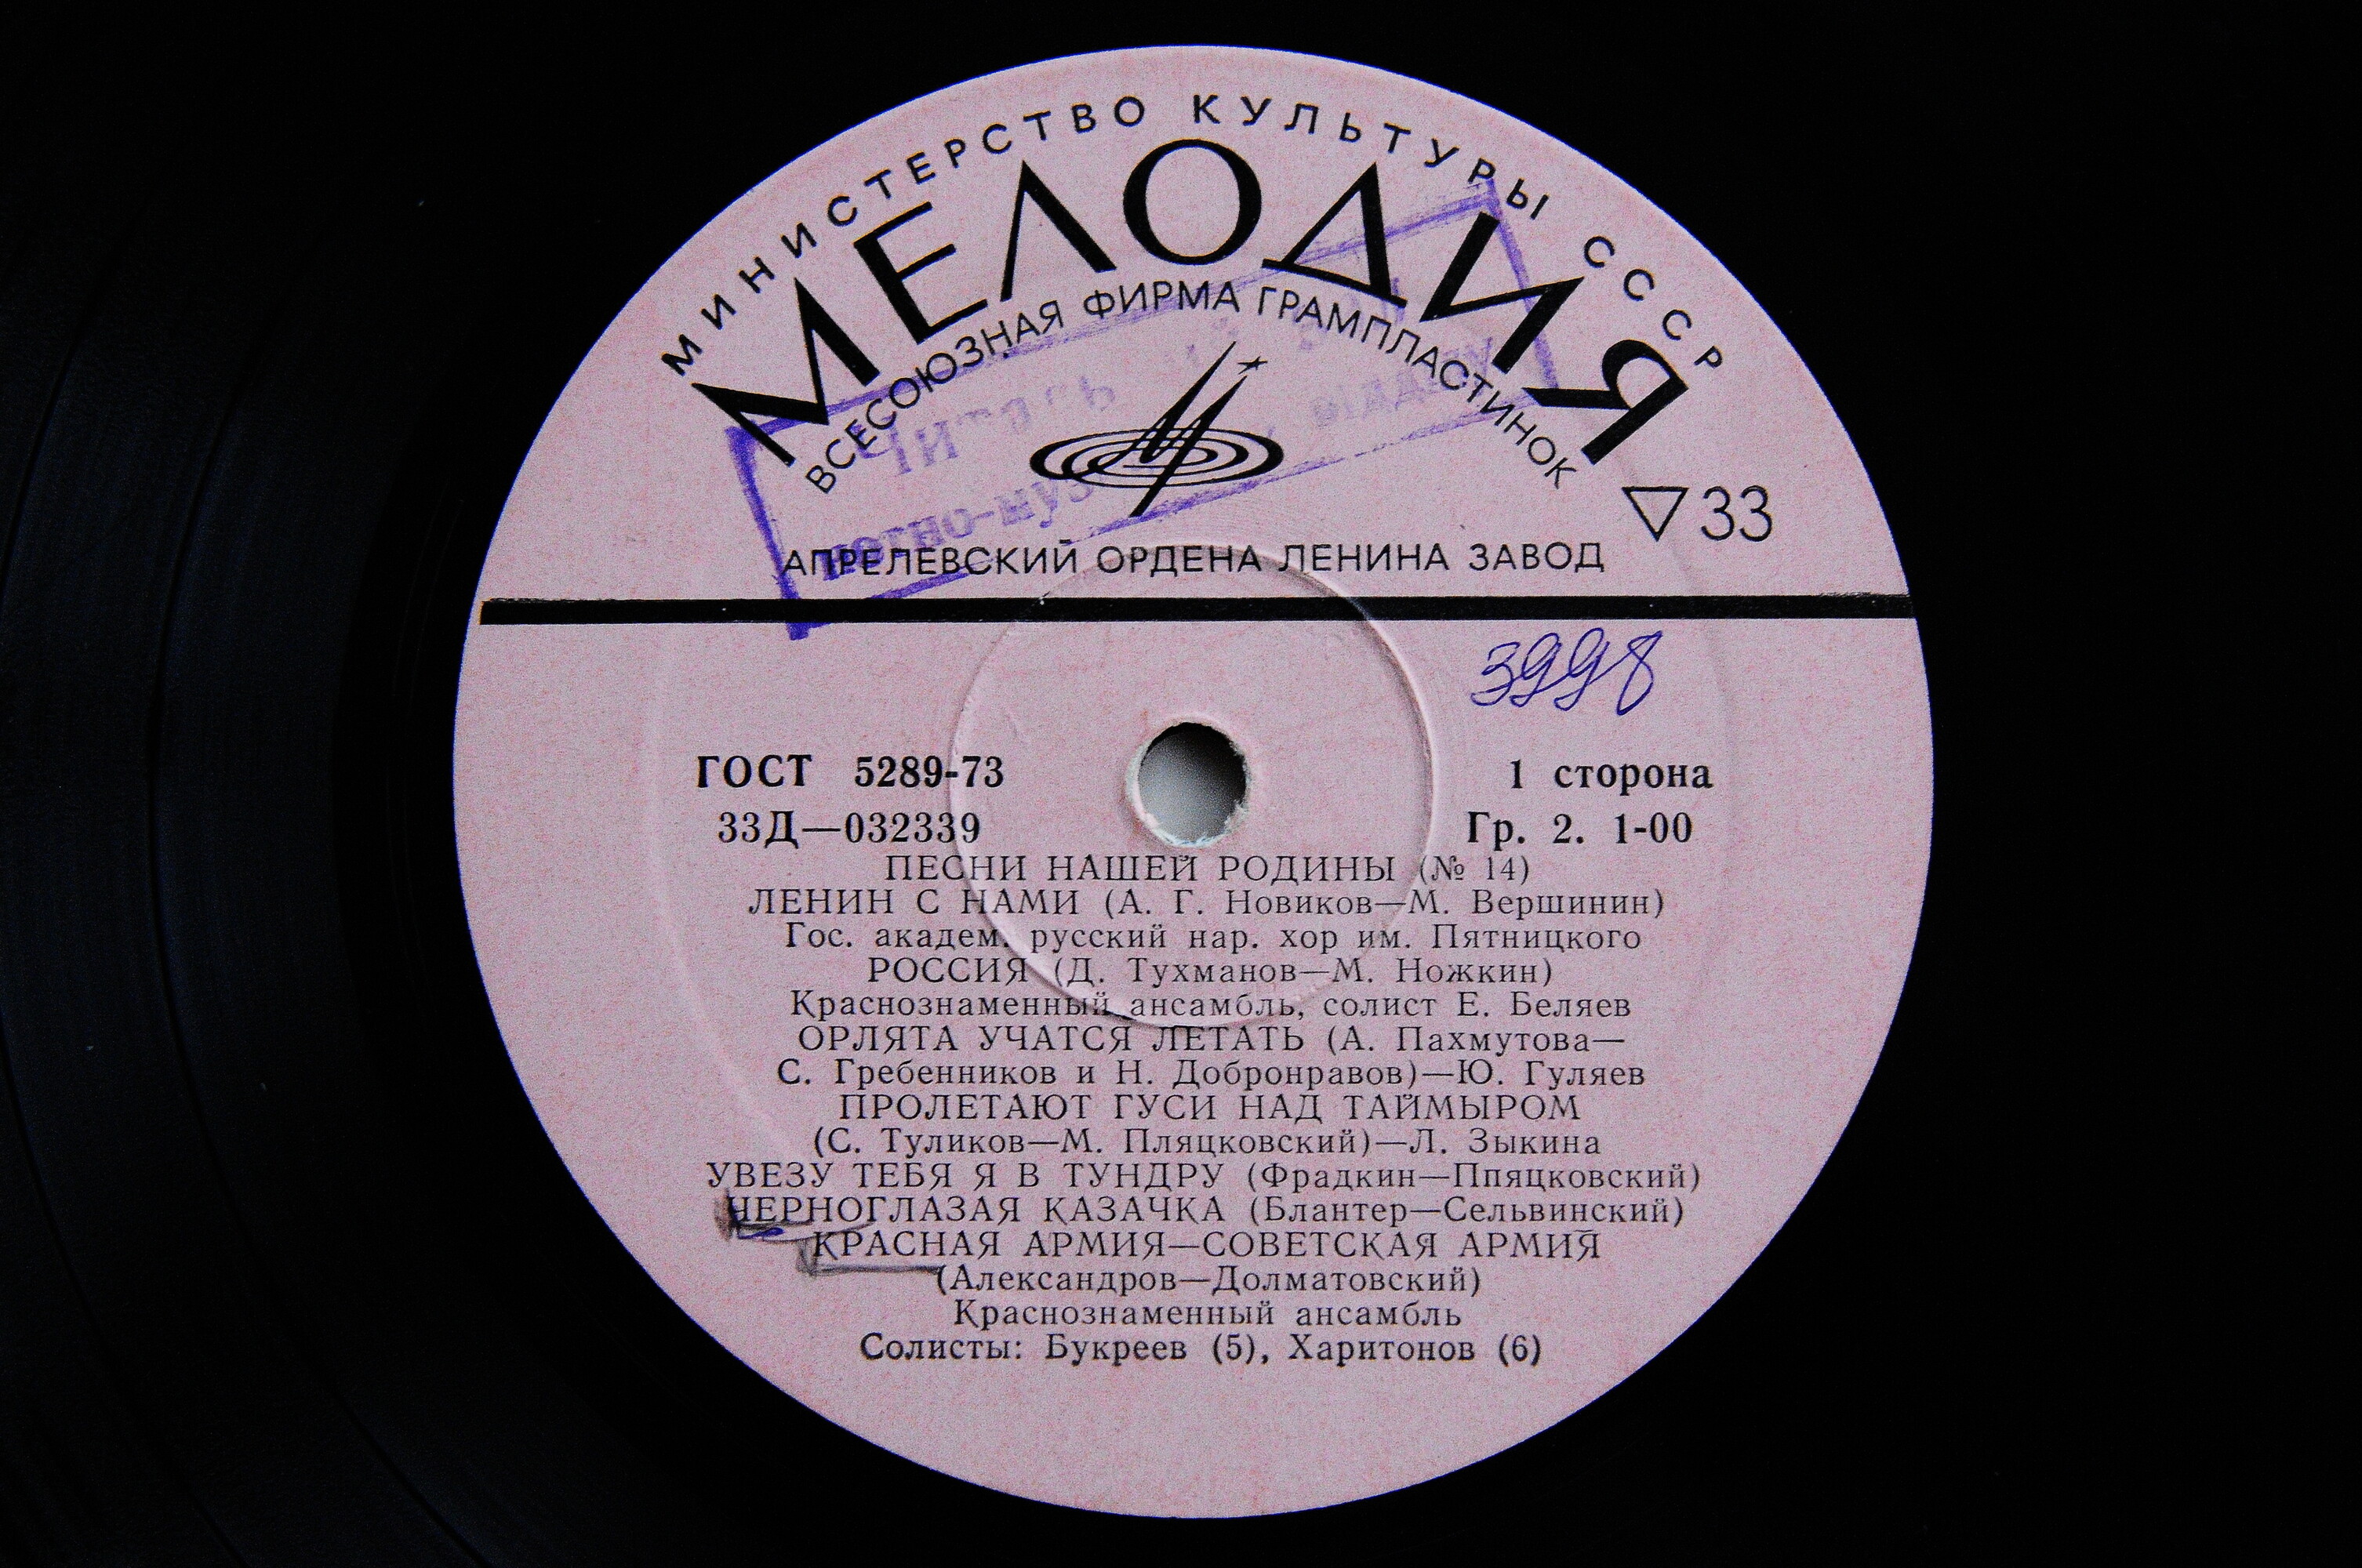 МИНИСТЕРСТВО КУЛЬТУРЫ СССР
МЕЛОДИЯ
ВСЕСОЮЗНАЯ ФИРМА ГРАМПЛАСТИНОК
▽33
нотно-муз
АПРЕЛЕВСКИЙ ОРДЕНА ЛЕНИНА ЗАВОД
3998
ГОСТ 5289-73 1 сторона
33Д—032339 Гр. 2. 1-00
ПЕСНИ НАШЕЙ РОДИНЫ (№ 14)
ЛЕНИН С НАМИ (А. Г. Новиков—М. Вершинин)
Гос. академ. русский нар. хор им. Пятницкого
РОССИЯ (Д. Тухманов—М. Ножкин)
Краснознаменный ансамбль, солист Е. Беляев
ОРЛЯТА УЧАТСЯ ЛЕТАТЬ (А. Пахмутова—
С. Гребенников и Н. Добронравов)—Ю. Гуляев
ПРОЛЕТАЮТ ГУСИ НАД ТАЙМЫРОМ
(С. Туликов—М. Пляцковский)—Л. Зыкина
УВЕЗУ ТЕБЯ Я В ТУНДРУ (Фрадкин—Ппяцковский)
ЧЕРНОГЛАЗАЯ КАЗАЧКА (Блантер—Сельвинский)
КРАСНАЯ АРМИЯ—СОВЕТСКАЯ АРМИЯ
(Александров—Долматовский)
Краснознаменный ансамбль
Солисты: Букреев (5), Харитонов (6)